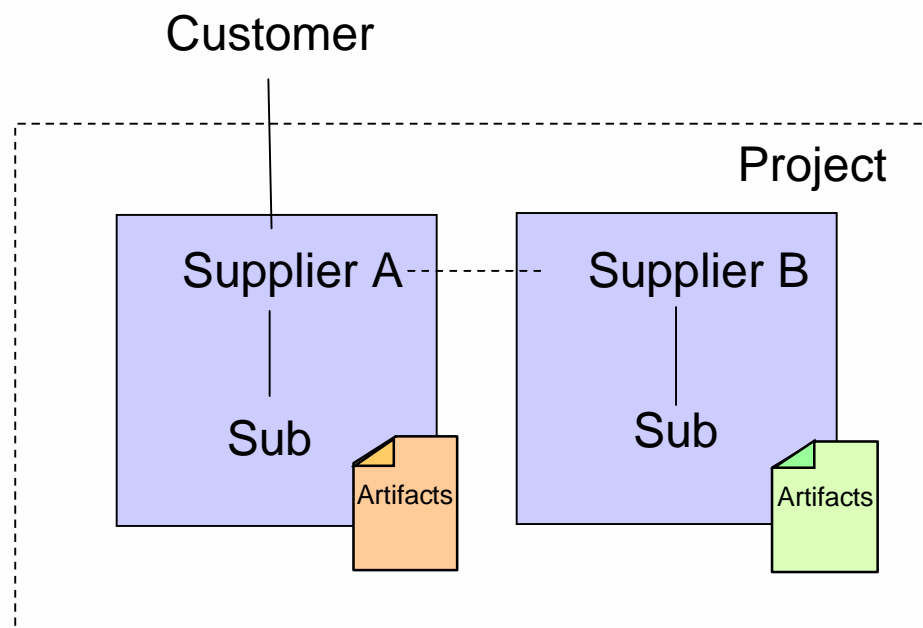 Customer
Project
Supplier A
Supplier B
Sub
Sub
Artifacts
Artifacts